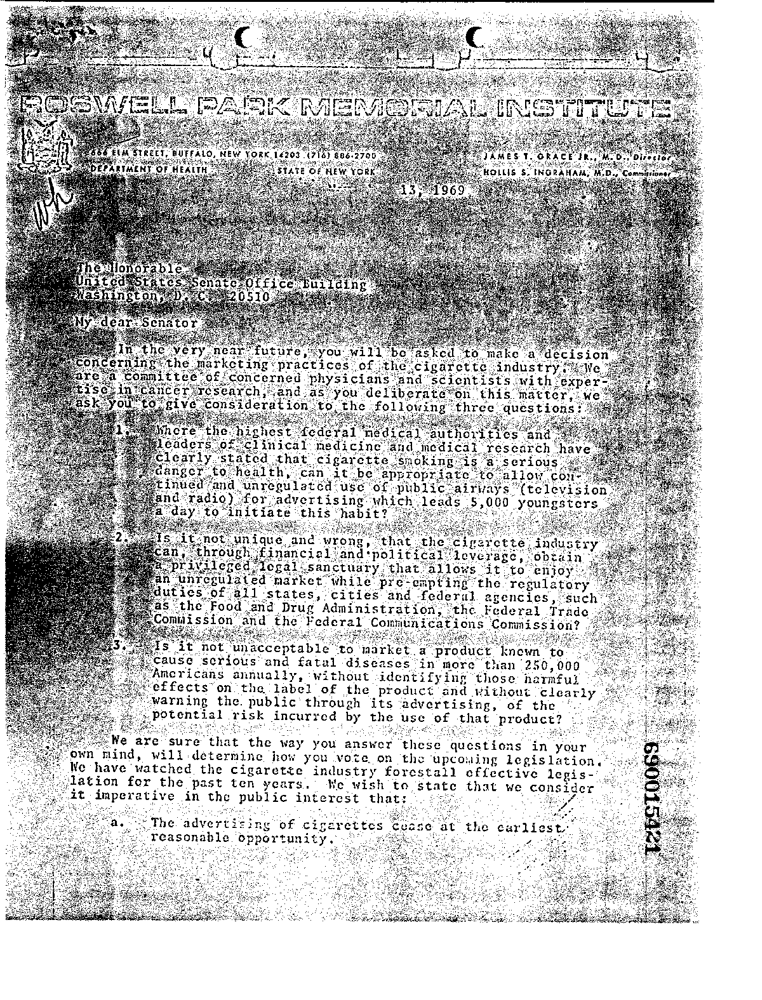 ROSWELL PARK MEMORIAL INSTITUTE
666 ELM STREET, BUFFALO, NEW YORK 14203 (716) 886-2700
JAMES T. GRACE JR., M.D., Director
DEPARTMENT OF HEALTH
STATE OF NEW YORK
HOLLIS S. INGRAHAM, M.D., Commissioner
13, 1969
wh
The Honorable
United States Senate Office Building
Washington, D. C. 20510
My dear Senator
In the very near future, you will be asked to make a decision
concerning the marketing practices of the cigarette industry. We
are a committee of concerned physicians and scientists with exper-
tise in cancer research, and as you deliberate on this matter, we
ask you to give consideration to the following three questions:
1. Where the highest federal medical authorities and
leaders of clinical medicine and medical research have
clearly stated that cigarette smoking is a serious
danger to health, can it be appropriate to allow con-
tinued and unregulated use of public airways (television
and radio) for advertising which leads 5,000 youngsters
a day to initiate this habit?
2. Is it not unique and wrong, that the cigarette industry
can, through financial and political leverage, obtain
a privileged legal sanctuary that allows it to enjoy
an unregulated market while pre-empting the regulatory
duties of all states, cities and federal agencies, such
as the Food and Drug Administration, the Federal Trade
Commission and the Federal Communications Commission?
3. Is it not unacceptable to market a product known to
cause serious and fatal diseases in more than 250,000
Americans annually, without identifying those harmful
effects on the label of the product and without clearly
warning the public through its advertising, of the
potential risk incurred by the use of that product?
We are sure that the way you answer these questions in your
own mind, will determine how you vote on the upcoming legislation.
We have watched the cigarette industry forestall effective legis-
lation for the past ten years. We wish to state that we consider
it imperative in the public interest that:
a. The advertising of cigarettes cease at the earliest
reasonable opportunity.
690015421